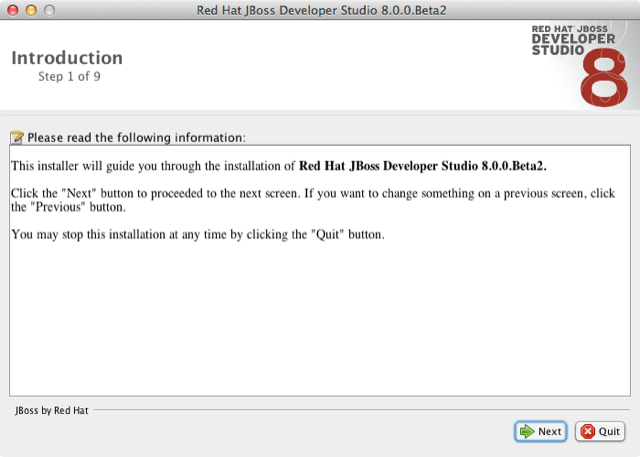 Red Hat JBoss Developer Studio 8.0.0.Beta2
RED HAT JBOSS
DEVELOPER
STUDIO
8
Introduction
Step 1 of 9
Please read the following information:
This installer will guide you through the installation of Red Hat JBoss Developer Studio 8.0.0.Beta2.
Click the "Next" button to proceeded to the next screen. If you want to change something on a previous screen, click
the "Previous" button.
You may stop this installation at any time by clicking the "Quit" button.
JBoss by Red Hat
Next
Quit